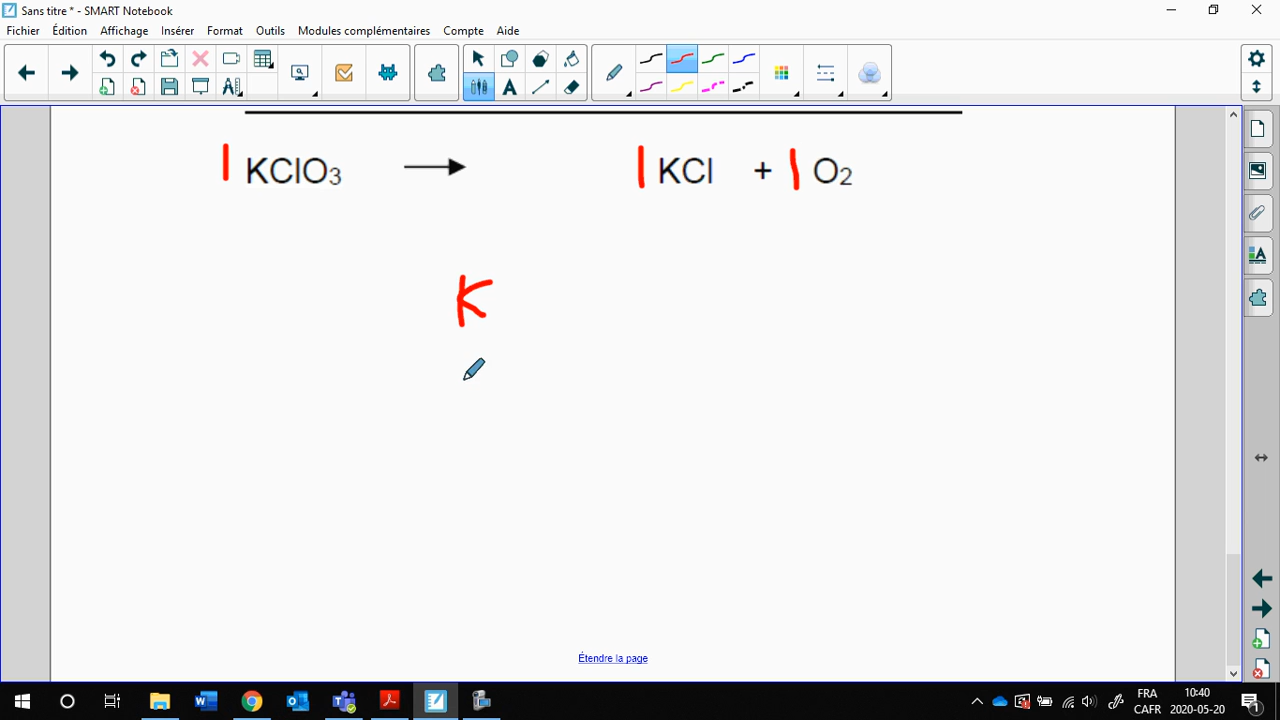 Sans titre * - SMART Notebook
Fichier Édition Affichage Insérer Format Outils Modules complémentaires Compte Aide
1 KClO3 → 1 KCl + 1 O2
K
Étendre la page
FRA 10:40
CAFR 2020-05-20